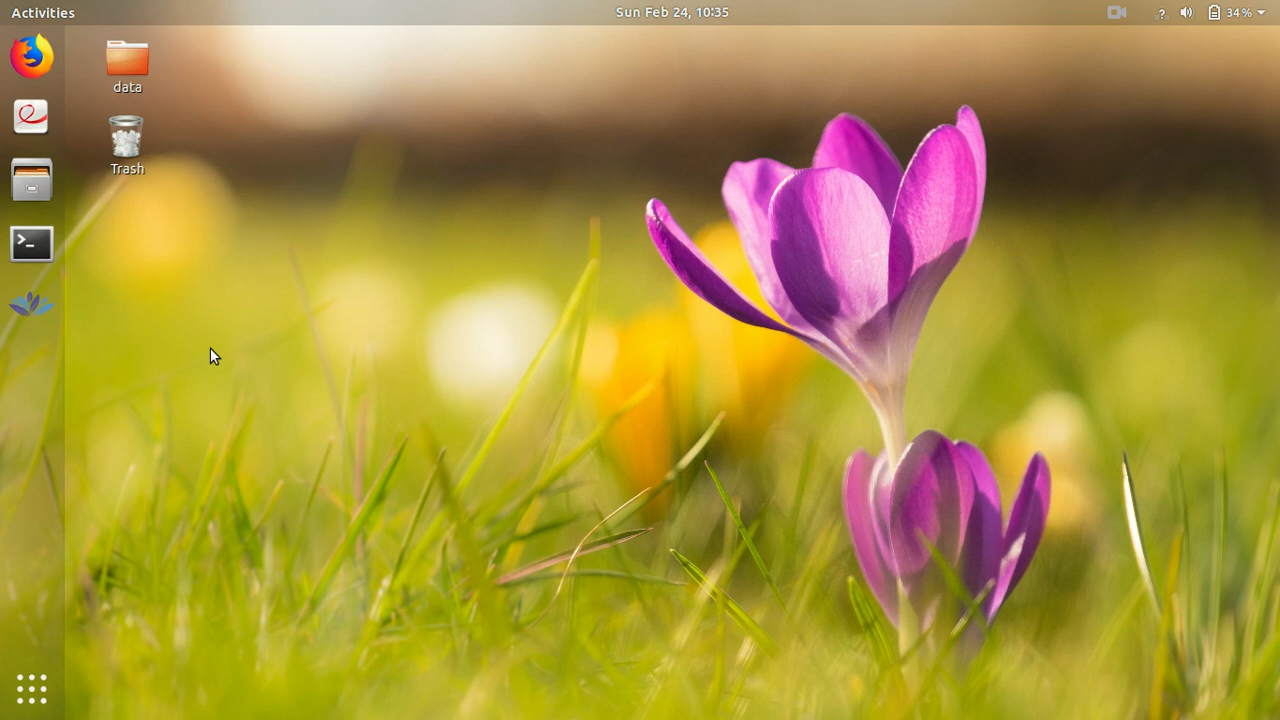 Activities
Sun Feb 24, 10:35
?
34 %
data
Trash
>_